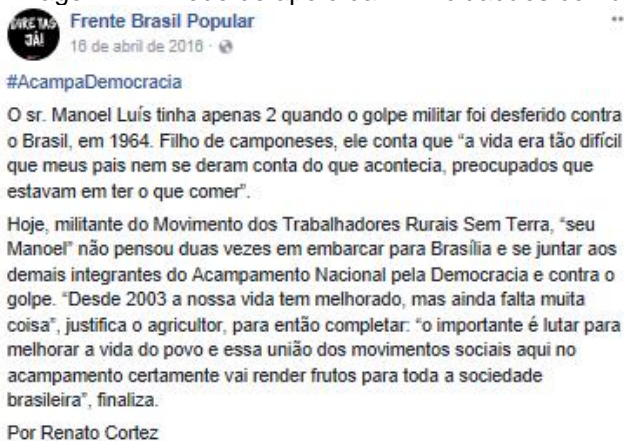 DIRETAS
JÁ!
Frente Brasil Popular
16 de abril de 2016 ·
#AcampaDemocracia
O sr. Manoel Luís tinha apenas 2 quando o golpe militar foi desferido contra
o Brasil, em 1964. Filho de camponeses, ele conta que “a vida era tão difícil
que meus pais nem se deram conta do que acontecia, preocupados que
estavam em ter o que comer”.
Hoje, militante do Movimento dos Trabalhadores Rurais Sem Terra, “seu
Manoel” não pensou duas vezes em embarcar para Brasília e se juntar aos
demais integrantes do Acampamento Nacional pela Democracia e contra o
golpe. “Desde 2003 a nossa vida tem melhorado, mas ainda falta muita
coisa”, justifica o agricultor, para então completar: “o importante é lutar para
melhorar a vida do povo e essa união dos movimentos sociais aqui no
acampamento certamente vai render frutos para toda a sociedade
brasileira”, finaliza.
Por Renato Cortez